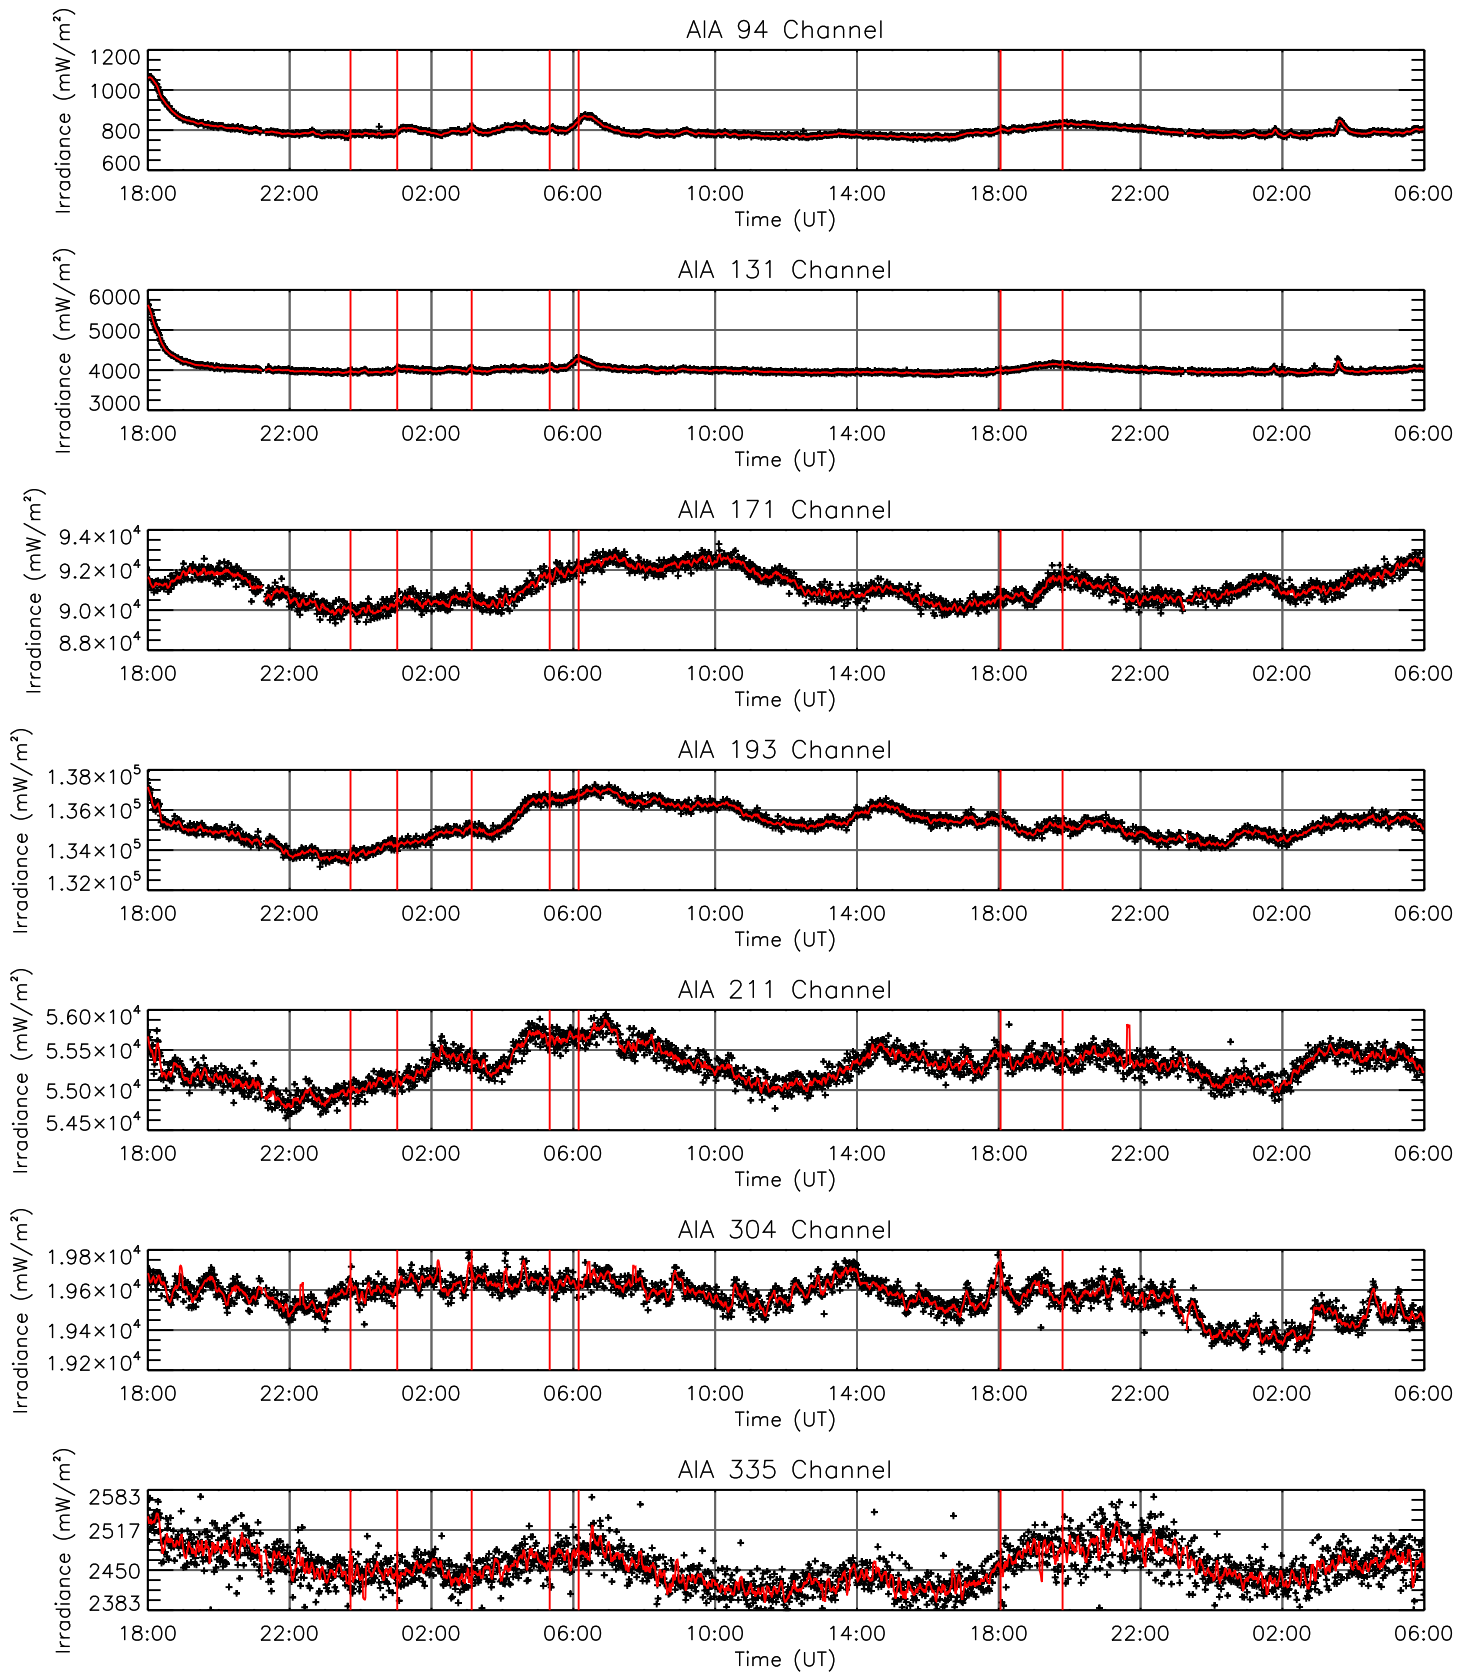 AIA 94 Channel
Irradiance (mW/m²)
1200
1000
800
600
18:00 22:00 02:00 06:00 10:00 14:00 18:00 22:00 02:00 06:00
Time (UT)
AIA 131 Channel
Irradiance (mW/m²)
6000
5000
4000
3000
18:00 22:00 02:00 06:00 10:00 14:00 18:00 22:00 02:00 06:00
Time (UT)
AIA 171 Channel
Irradiance (mW/m²)
9.4×10⁴
9.2×10⁴
9.0×10⁴
8.8×10⁴
18:00 22:00 02:00 06:00 10:00 14:00 18:00 22:00 02:00 06:00
Time (UT)
AIA 193 Channel
Irradiance (mW/m²)
1.38×10⁵
1.36×10⁵
1.34×10⁵
1.32×10⁵
18:00 22:00 02:00 06:00 10:00 14:00 18:00 22:00 02:00 06:00
Time (UT)
AIA 211 Channel
Irradiance (mW/m²)
5.60×10⁴
5.55×10⁴
5.50×10⁴
5.45×10⁴
18:00 22:00 02:00 06:00 10:00 14:00 18:00 22:00 02:00 06:00
Time (UT)
AIA 304 Channel
Irradiance (mW/m²)
1.98×10⁴
1.96×10⁴
1.94×10⁴
1.92×10⁴
18:00 22:00 02:00 06:00 10:00 14:00 18:00 22:00 02:00 06:00
Time (UT)
AIA 335 Channel
Irradiance (mW/m²)
2583
2517
2450
2383
18:00 22:00 02:00 06:00 10:00 14:00 18:00 22:00 02:00 06:00
Time (UT)